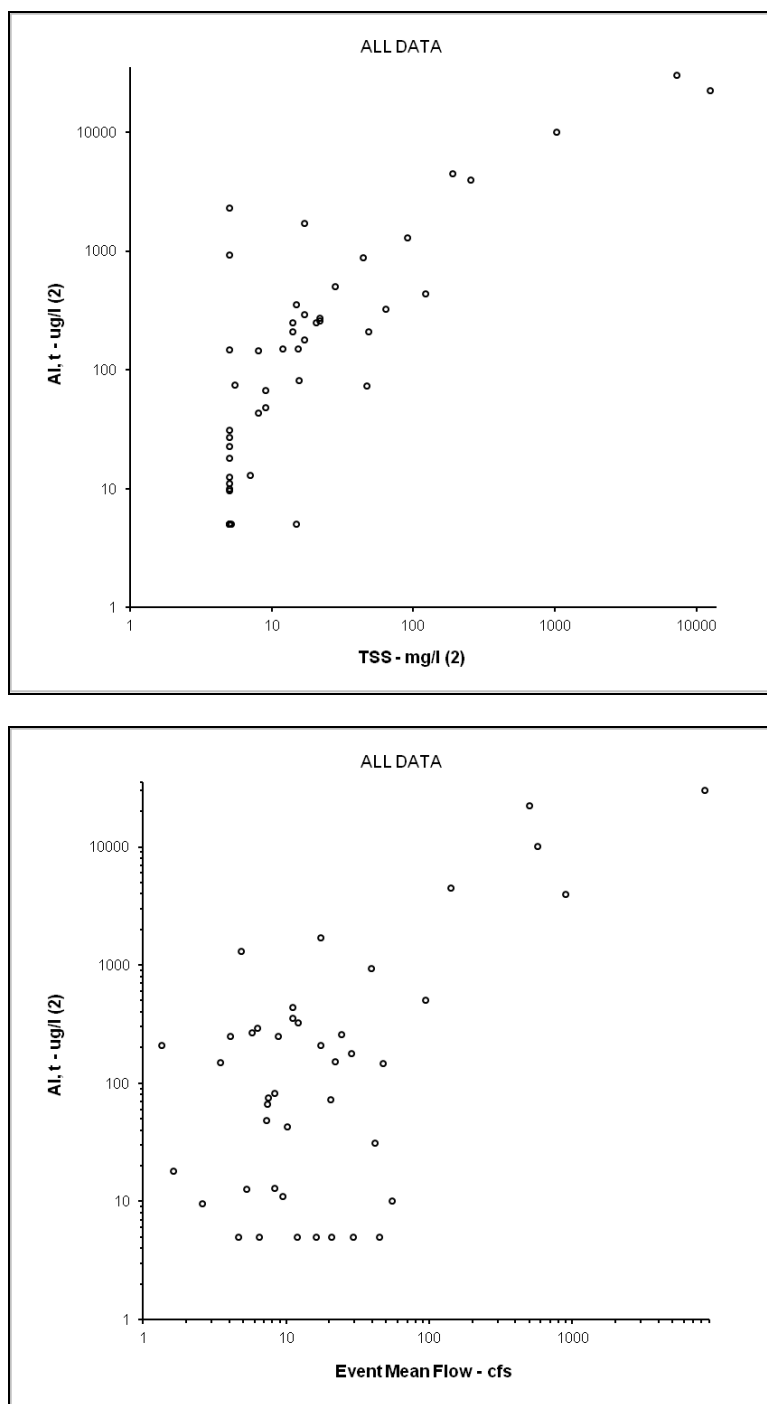 ALL DATA
10000
1000
100
10
1
1 10 100 1000 10000
Al, t - ug/l (2)
TSS - mg/l (2)
ALL DATA
10000
1000
100
10
1
1 10 100 1000
Al, t - ug/l (2)
Event Mean Flow - cfs